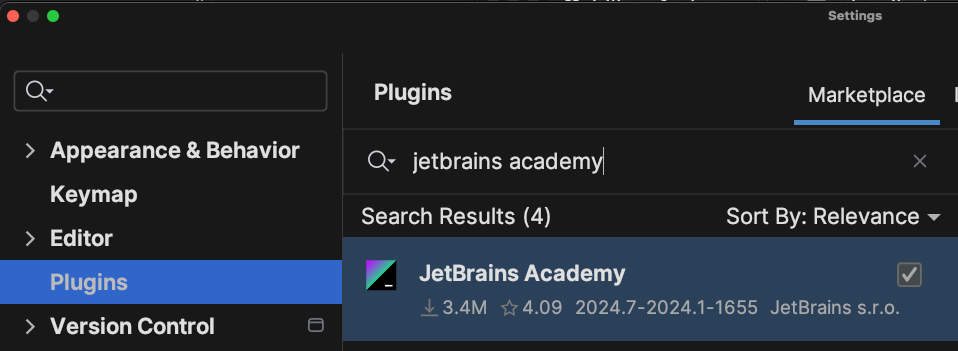 Settings
Appearance & Behavior
Keymap
Editor
Plugins
Version Control
Plugins
Marketplace
jetbrains academy
Search Results (4)
Sort By: Relevance
JetBrains Academy
3.4M 4.09 2024.7-2024.1-1655 JetBrains s.r.o.